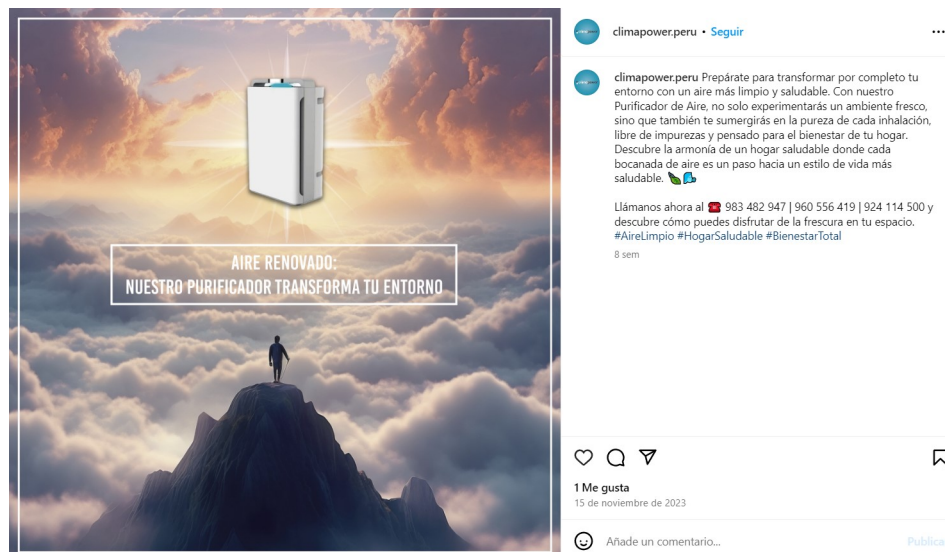 AIRE RENOVADO:
NUESTRO PURIFICADOR TRANSFORMA TU ENTORNO
climapower.peru • Seguir
climapower.peru Prepárate para transformar por completo tu
entorno con un aire más limpio y saludable. Con nuestro
Purificador de Aire, no solo experimentarás un ambiente fresco,
sino que también te sumergirás en la pureza de cada inhalación,
libre de impurezas y pensado para el bienestar de tu hogar.
Descubre la armonía de un hogar saludable donde cada
bocanada de aire es un paso hacia un estilo de vida más
saludable.
Llámanos ahora al ☎ 983 482 947 | 960 556 419 | 924 114 500 y
descubre cómo puedes disfrutar de la frescura en tu espacio.
#AireLimpio #HogarSaludable #BienestarTotal
8 sem
1 Me gusta
15 de noviembre de 2023
Añade un comentario...
Publica